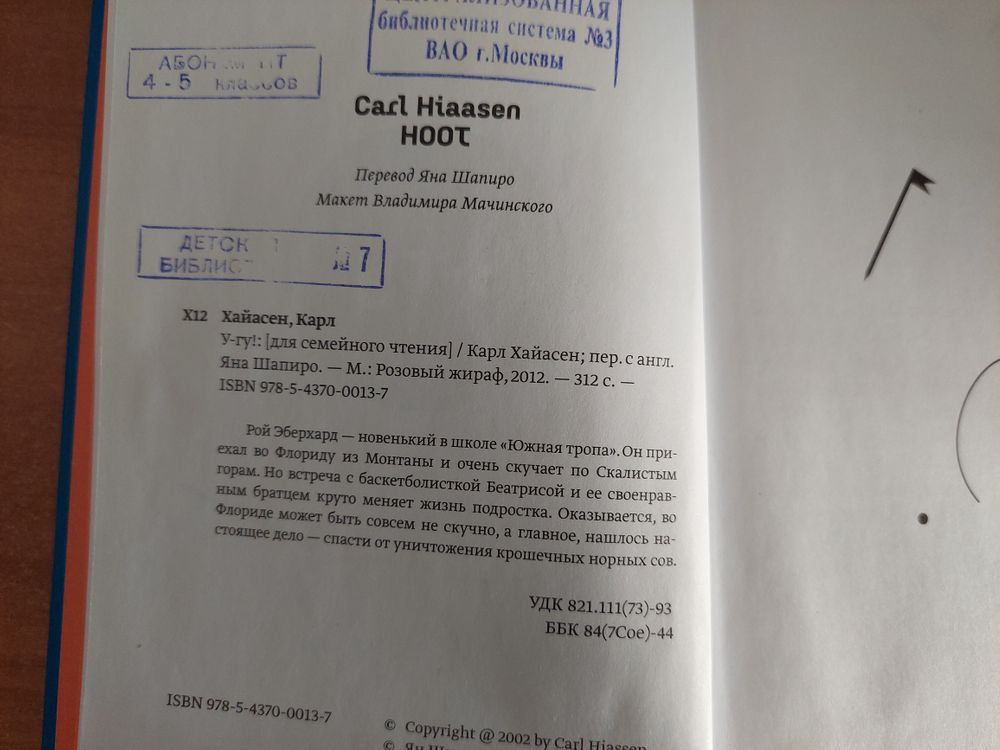 ЦЕНТРАЛИЗОВАННАЯ
библиотечная система №3
ВАО г.Москвы
4-5 классов
Carl Hiaasen
HOOT
Перевод Яна Шапиро
Макет Владимира Мачинского
№7
Х12 Хайасен, Карл
У-гу!: [для семейного чтения] / Карл Хайасен; пер. с англ.
Яна Шапиро. — М.: Розовый жираф, 2012. — 312 с. —
ISBN 978-5-4370-0013-7
Рой Эберхард — новенький в школе «Южная тропа». Он при-
ехал во Флориду из Монтаны и очень скучает по Скалистым
горам. Но встреча с баскетболисткой Беатрисой и ее своенрав-
ным братцем круто меняет жизнь подростка. Оказывается, во
Флориде может быть совсем не скучно, а главное, нашлось на-
стоящее дело — спасти от уничтожения крошечных норных сов.
УДК 821.111(73)-93
ББК 84(7Сое)-44
ISBN 978-5-4370-0013-7
© Copyright @ 2002 by Carl Hiaasen
©